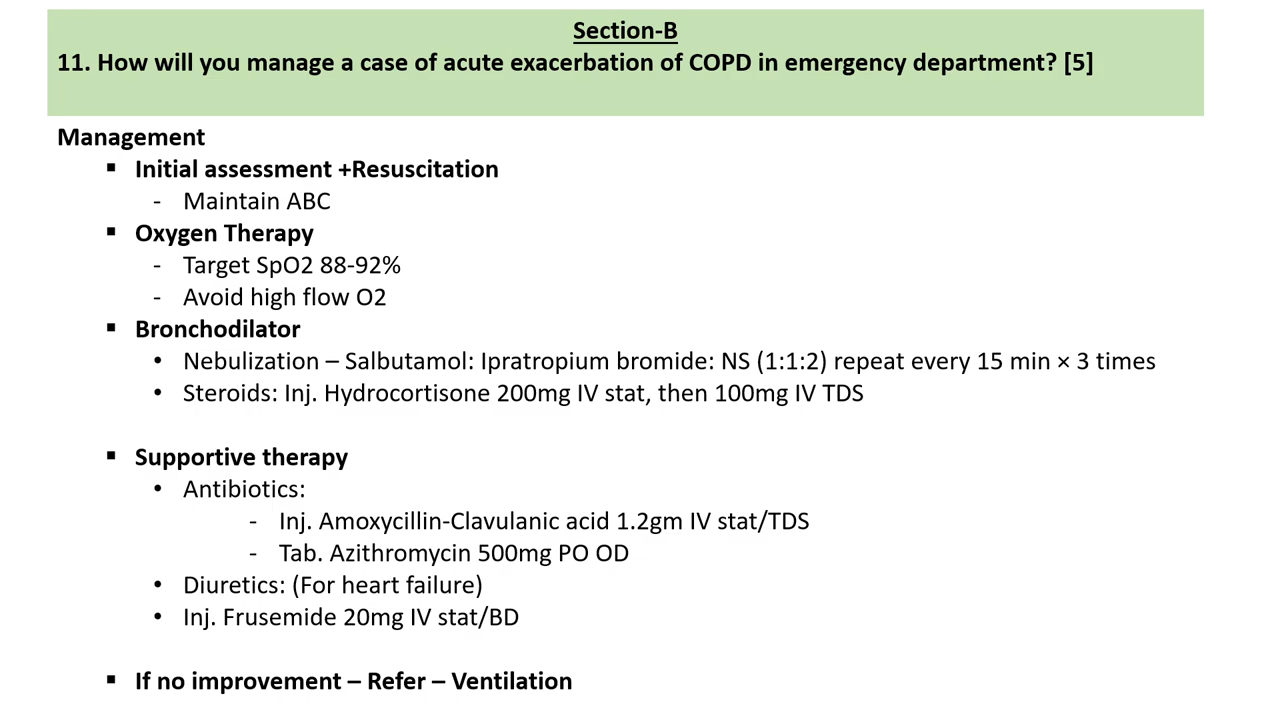 Section-B
11. How will you manage a case of acute exacerbation of COPD in emergency department? [5]
Management
▪ Initial assessment +Resuscitation
- Maintain ABC
▪ Oxygen Therapy
- Target SpO2 88-92%
- Avoid high flow O2
▪ Bronchodilator
• Nebulization – Salbutamol: Ipratropium bromide: NS (1:1:2) repeat every 15 min × 3 times
• Steroids: Inj. Hydrocortisone 200mg IV stat, then 100mg IV TDS
▪ Supportive therapy
• Antibiotics:
- Inj. Amoxycillin-Clavulanic acid 1.2gm IV stat/TDS
- Tab. Azithromycin 500mg PO OD
• Diuretics: (For heart failure)
• Inj. Frusemide 20mg IV stat/BD
▪ If no improvement – Refer – Ventilation